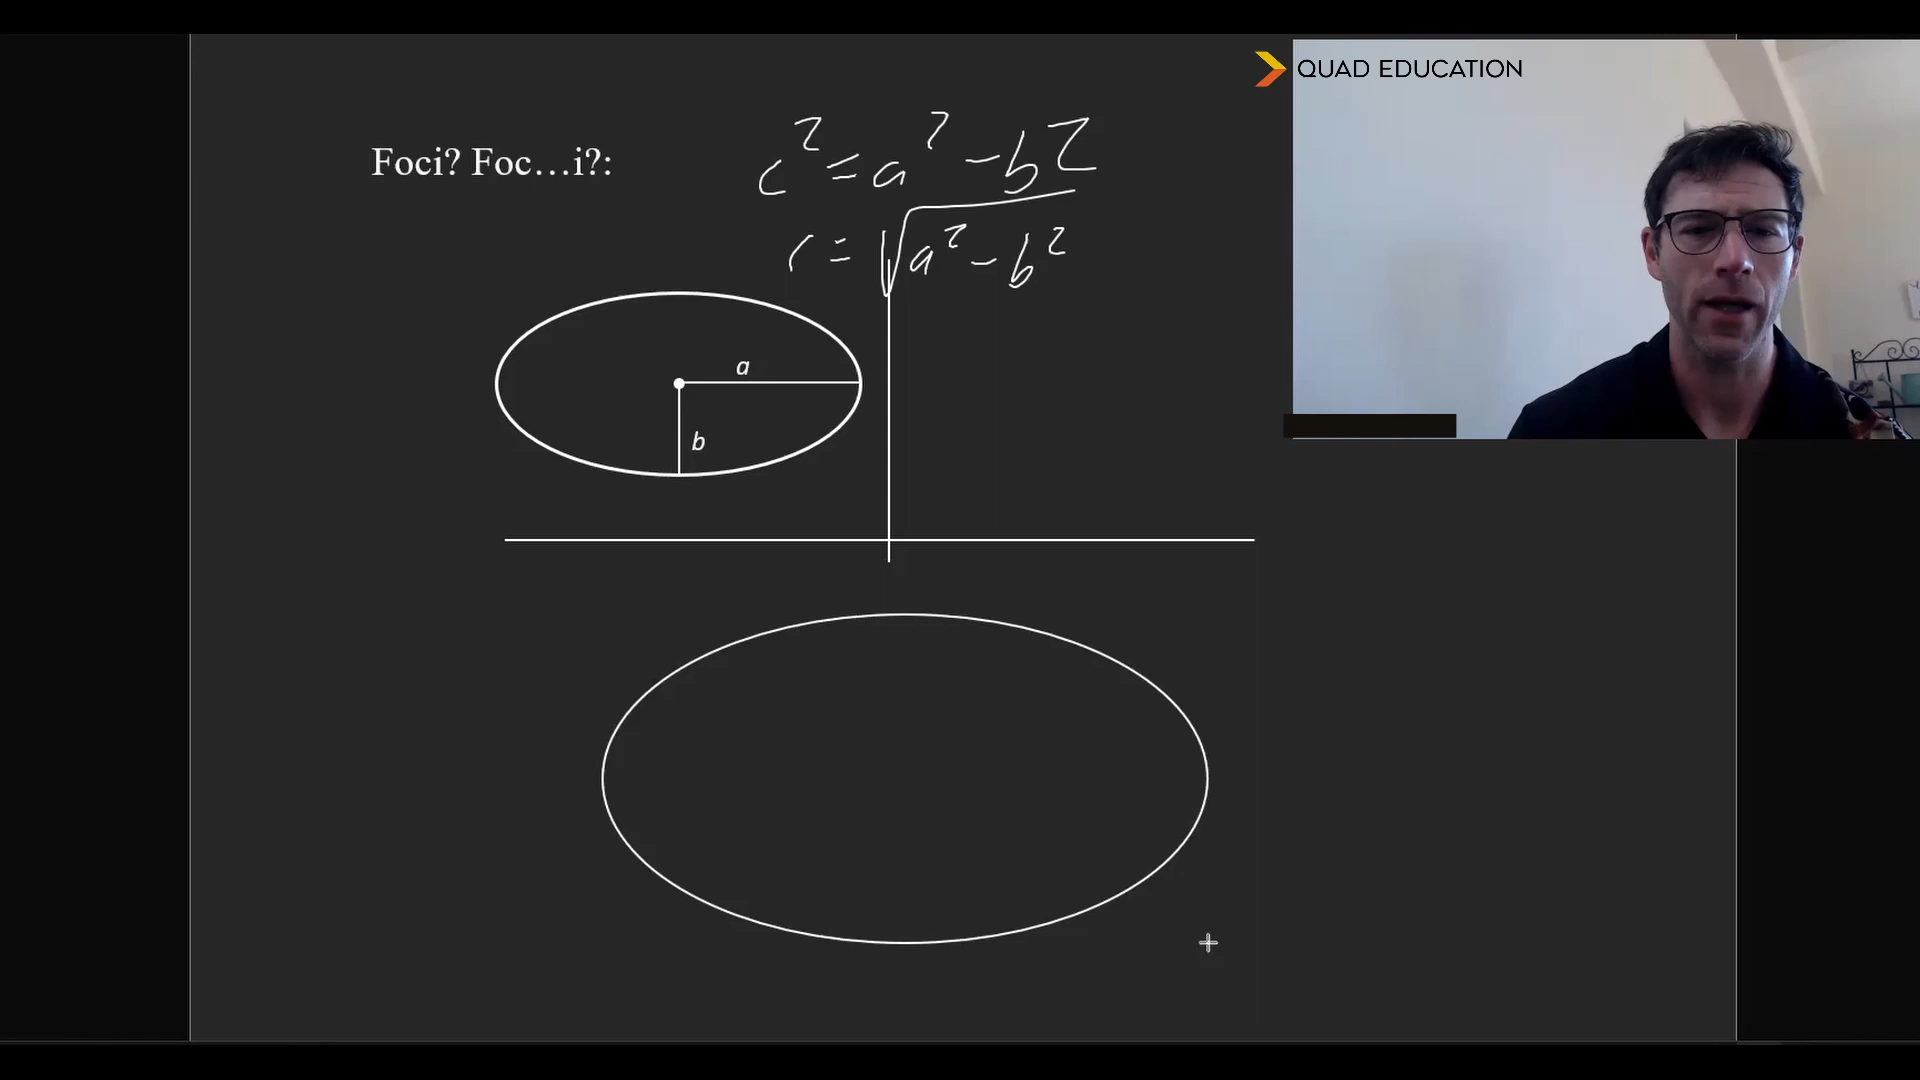 QUAD EDUCATION
Foci? Foc…i?:
c² = a² - b²
c = √a² - b²
a
b